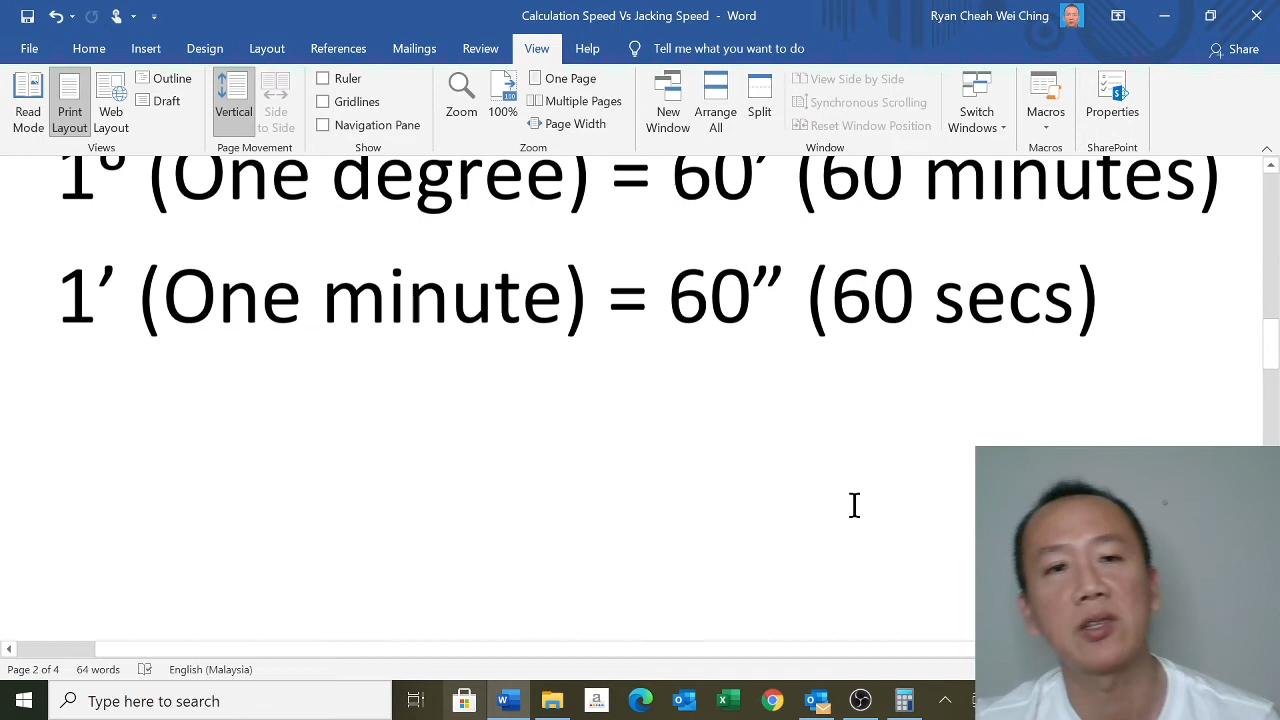 Calculation Speed Vs Jacking Speed - Word
Ryan Cheah Wei Ching
File Home Insert Design Layout References Mailings Review View Help Tell me what you want to do Share
Read Mode
Print Layout
Web Layout
Outline
Draft
Views
Vertical
Side to Side
Page Movement
Ruler
Gridlines
Navigation Pane
Show
Zoom
100%
One Page
Multiple Pages
Page Width
Zoom
New Window
Arrange All
Split
View Side by Side
Synchronous Scrolling
Reset Window Position
Switch Windows
Window
Macros
Macros
Properties
SharePoint
1º (One degree) = 60’ (60 minutes)
1’ (One minute) = 60” (60 secs)
Page 2 of 4 64 words English (Malaysia)
Type here to search